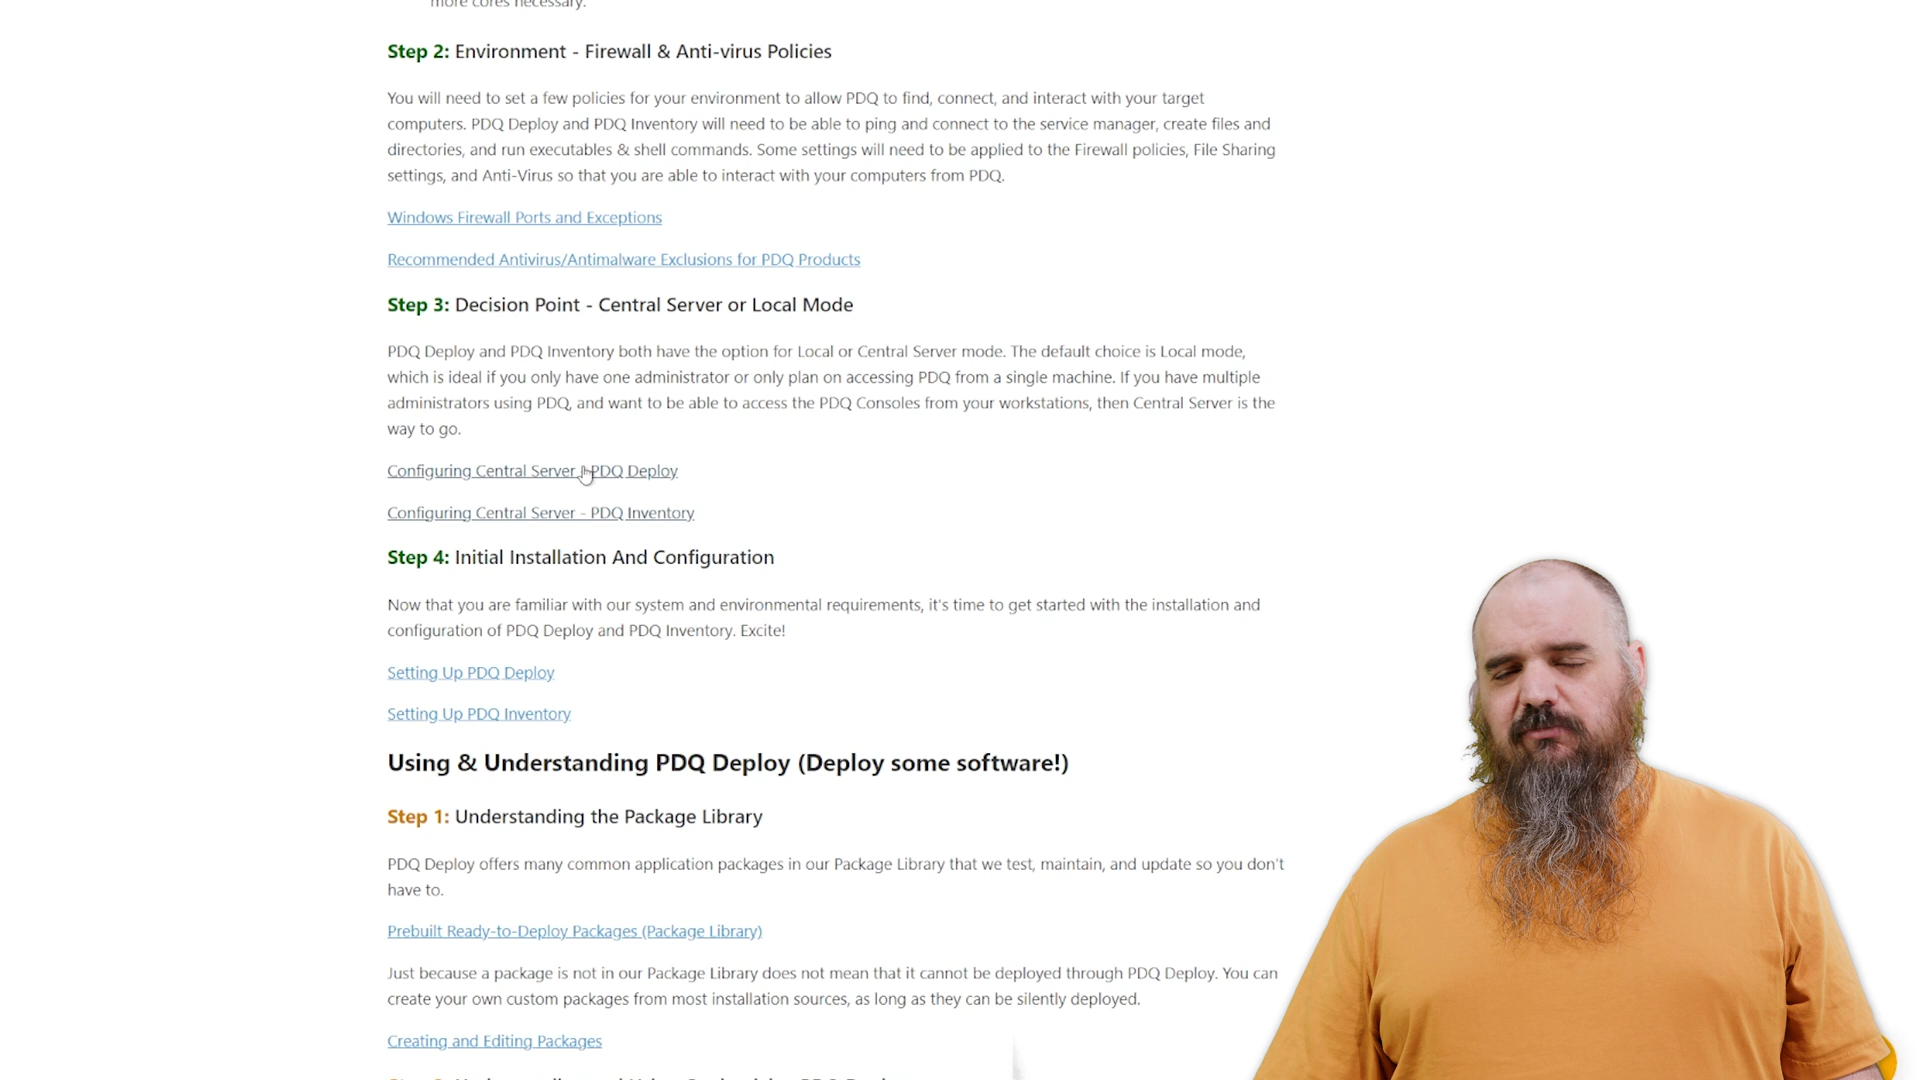 more cores necessary.
Step 2: Environment - Firewall & Anti-virus Policies
You will need to set a few policies for your environment to allow PDQ to find, connect, and interact with your target
computers. PDQ Deploy and PDQ Inventory will need to be able to ping and connect to the service manager, create files and
directories, and run executables & shell commands. Some settings will need to be applied to the Firewall policies, File Sharing
settings, and Anti-Virus so that you are able to interact with your computers from PDQ.
Windows Firewall Ports and Exceptions
Recommended Antivirus/Antimalware Exclusions for PDQ Products
Step 3: Decision Point - Central Server or Local Mode
PDQ Deploy and PDQ Inventory both have the option for Local or Central Server mode. The default choice is Local mode,
which is ideal if you only have one administrator or only plan on accessing PDQ from a single machine. If you have multiple
administrators using PDQ, and want to be able to access the PDQ Consoles from your workstations, then Central Server is the
way to go.
Configuring Central Server - PDQ Deploy
Configuring Central Server - PDQ Inventory
Step 4: Initial Installation And Configuration
Now that you are familiar with our system and environmental requirements, it's time to get started with the installation and
configuration of PDQ Deploy and PDQ Inventory. Excite!
Setting Up PDQ Deploy
Setting Up PDQ Inventory
Using & Understanding PDQ Deploy (Deploy some software!)
Step 1: Understanding the Package Library
PDQ Deploy offers many common application packages in our Package Library that we test, maintain, and update so you don't
have to.
Prebuilt Ready-to-Deploy Packages (Package Library)
Just because a package is not in our Package Library does not mean that it cannot be deployed through PDQ Deploy. You can
create your own custom packages from most installation sources, as long as they can be silently deployed.
Creating and Editing Packages